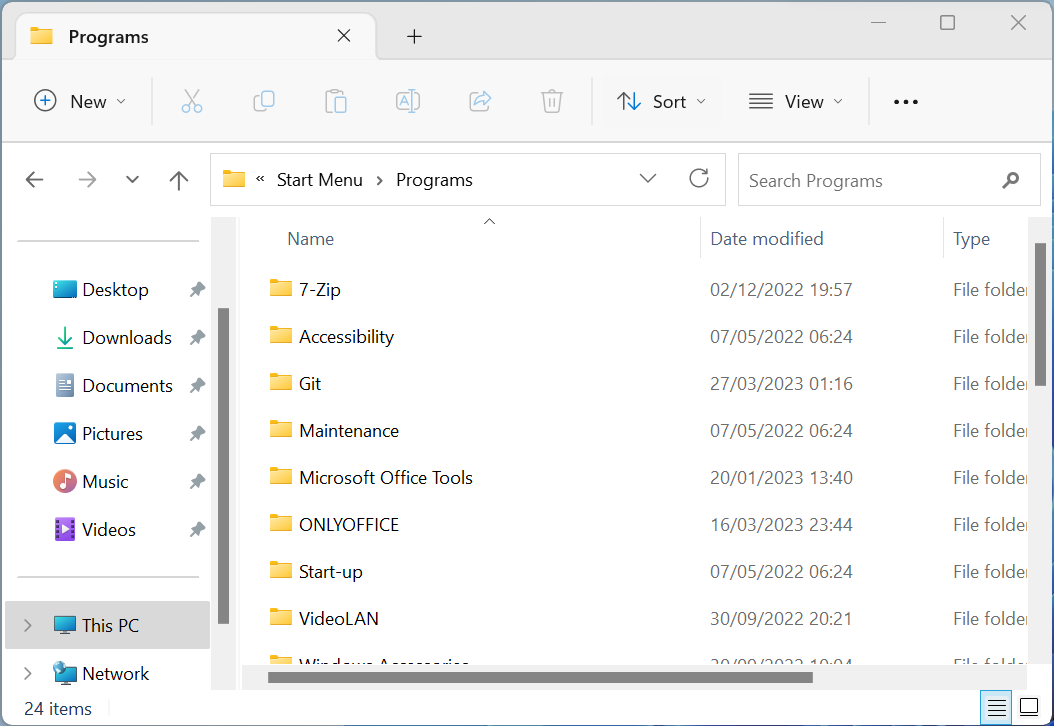 Programs
New Sort View
« Start Menu > Programs Search Programs
Name Date modified Type
Desktop
Downloads
Documents
Pictures
Music
Videos
This PC
Network
7-Zip 02/12/2022 19:57 File folder
Accessibility 07/05/2022 06:24 File folder
Git 27/03/2023 01:16 File folder
Maintenance 07/05/2022 06:24 File folder
Microsoft Office Tools 20/01/2023 13:40 File folder
ONLYOFFICE 16/03/2023 23:44 File folder
Start-up 07/05/2022 06:24 File folder
VideoLAN 30/09/2022 20:21 File folder
24 items